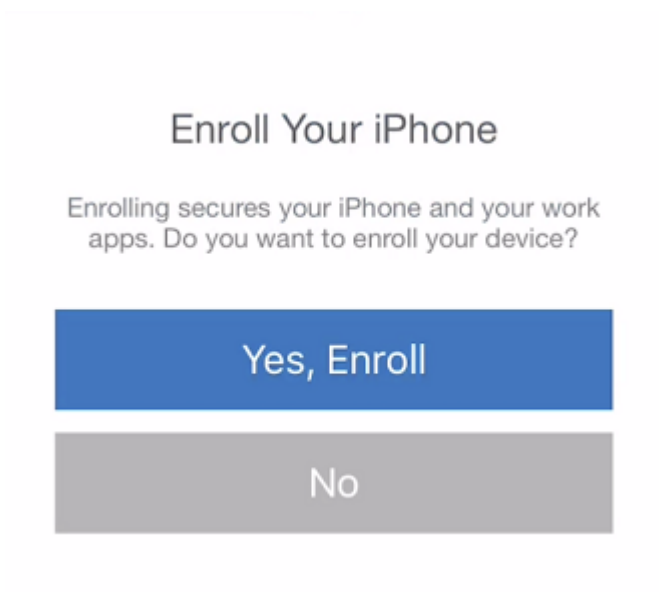 Enroll Your iPhone
Enrolling secures your iPhone and your work
apps. Do you want to enroll your device?
Yes, Enroll
No